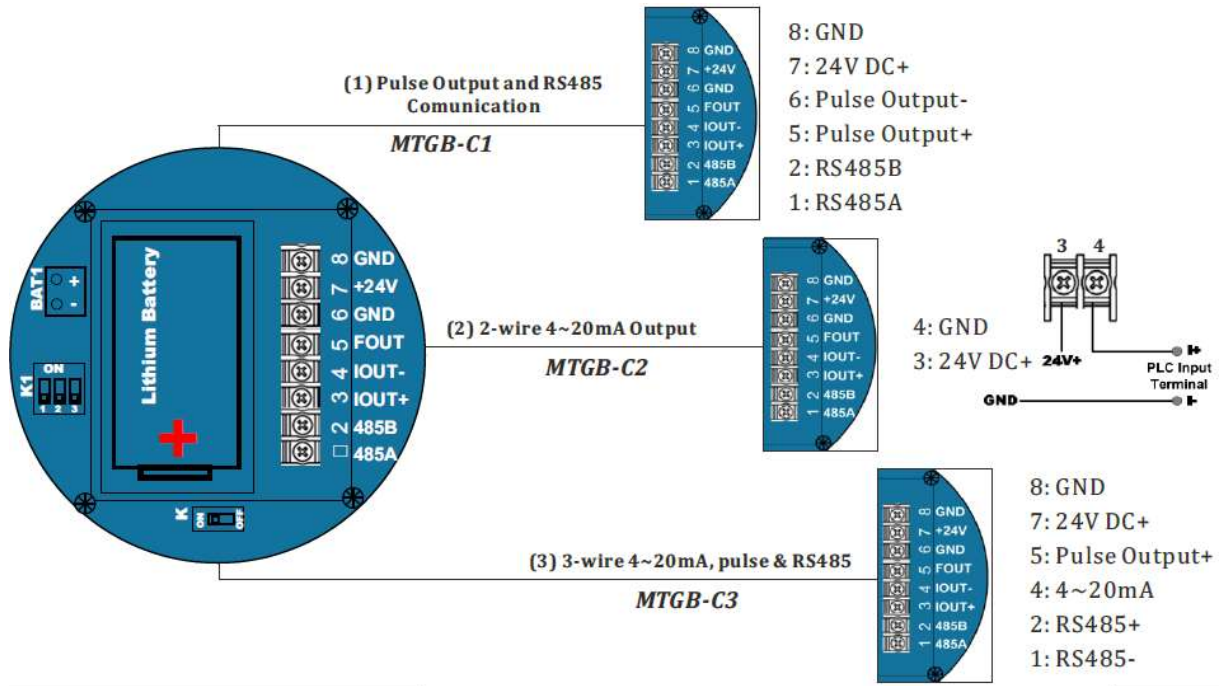 (1) Pulse Output and RS485
Comunication
MTGB-C1
8 GND
7 +24V
6 GND
5 FOUT
4 IOUT-
3 IOUT+
2 485B
1 485A
8: GND
7: 24V DC+
6: Pulse Output-
5: Pulse Output+
2: RS485B
1: RS485A
BAT1
+
-
K1
ON
1 2 3
Lithium Battery
8 GND
7 +24V
6 GND
5 FOUT
4 IOUT-
3 IOUT+
2 485B
□ 485A
K
ON
OFF
(2) 2-wire 4~20mA Output
MTGB-C2
8 GND
7 +24V
6 GND
5 FOUT
4 IOUT-
3 IOUT+
2 485B
1 485A
4: GND
3: 24V DC+
3 4
24V+
I+
PLC Input
Terminal
GND
I-
(3) 3-wire 4~20mA, pulse & RS485
MTGB-C3
8 GND
7 +24V
6 GND
5 FOUT
4 IOUT-
3 IOUT+
2 485B
1 485A
8: GND
7: 24V DC+
5: Pulse Output+
4: 4~20mA
2: RS485+
1: RS485-